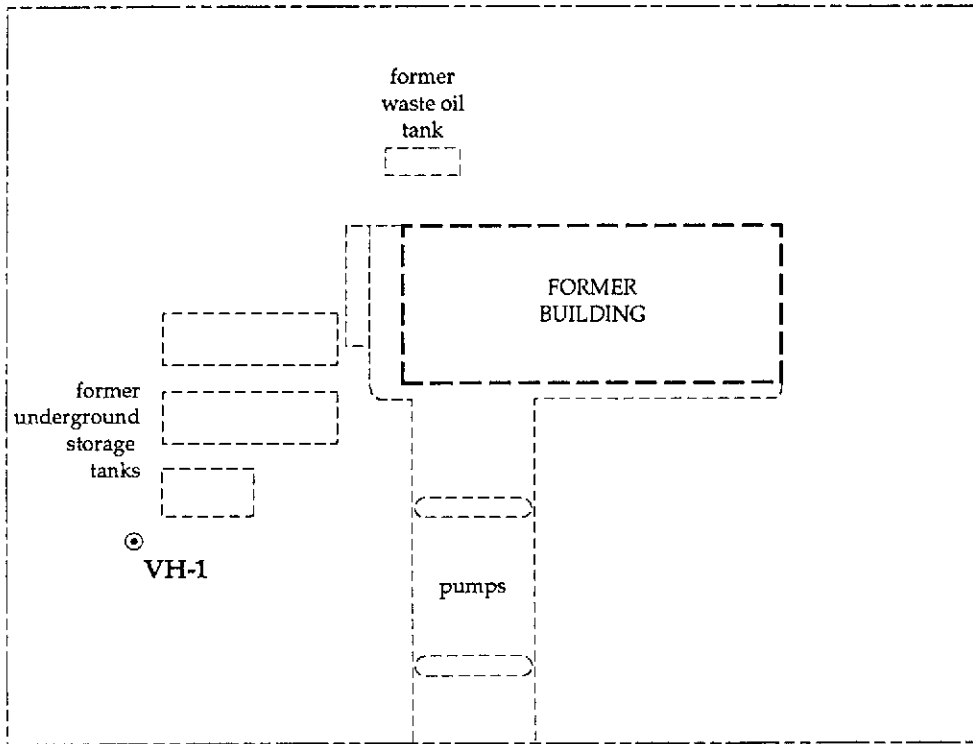 former
waste oil
tank
FORMER
BUILDING
former
underground
storage
tanks
VH-1
pumps